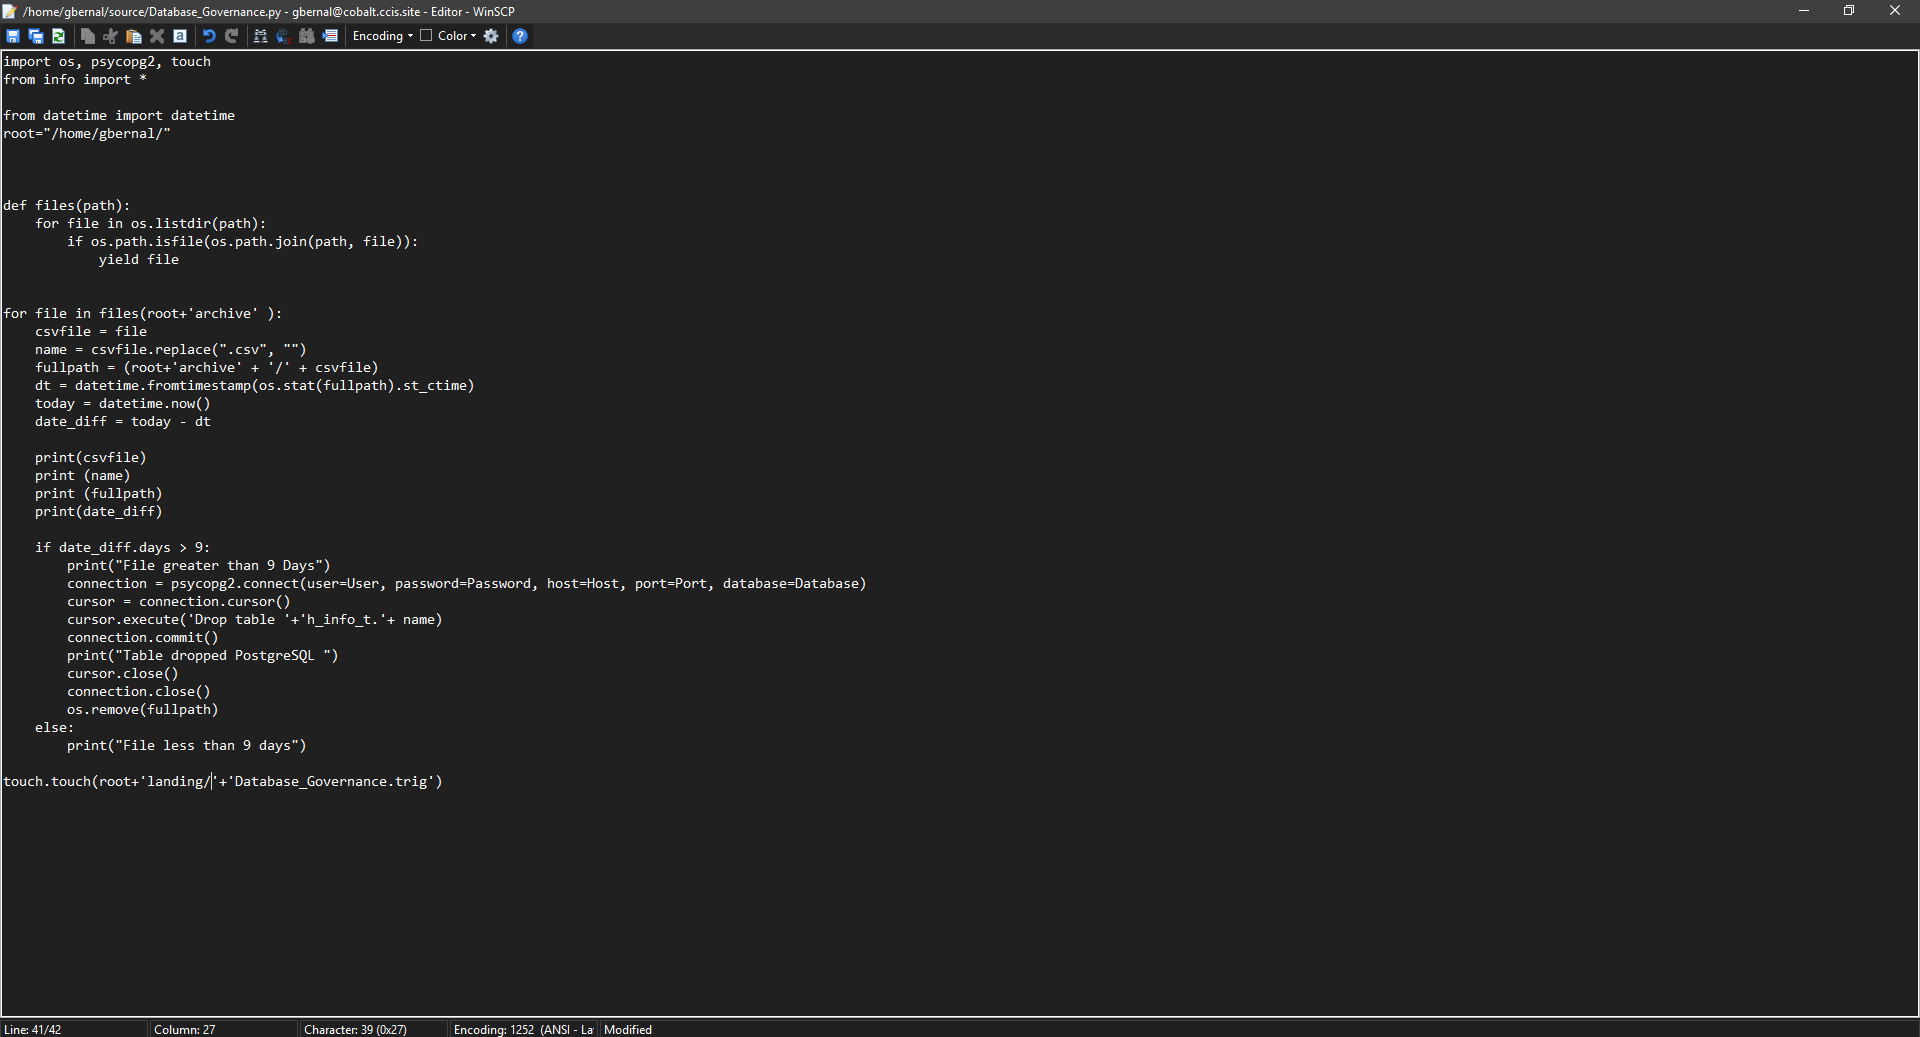 /home/gbernal/source/Database_Governance.py - gbernal@cobalt.ccis.site - Editor - WinSCP
Encoding Color
import os, psycopg2, touch
from info import *
from datetime import datetime
root="/home/gbernal/"
def files(path):
    for file in os.listdir(path):
        if os.path.isfile(os.path.join(path, file)):
            yield file
for file in files(root+'archive' ):
    csvfile = file
    name = csvfile.replace(".csv", "")
    fullpath = (root+'archive' + '/' + csvfile)
    dt = datetime.fromtimestamp(os.stat(fullpath).st_ctime)
    today = datetime.now()
    date_diff = today - dt
    print(csvfile)
    print (name)
    print (fullpath)
    print(date_diff)
    if date_diff.days > 9:
        print("File greater than 9 Days")
        connection = psycopg2.connect(user=User, password=Password, host=Host, port=Port, database=Database)
        cursor = connection.cursor()
        cursor.execute('Drop table '+'h_info_t.'+ name)
        connection.commit()
        print("Table dropped PostgreSQL ")
        cursor.close()
        connection.close()
        os.remove(fullpath)
    else:
        print("File less than 9 days")
touch.touch(root+'landing/'+'Database_Governance.trig')
Line: 41/42 Column: 27 Character: 39 (0x27) Encoding: 1252 (ANSI - La Modified